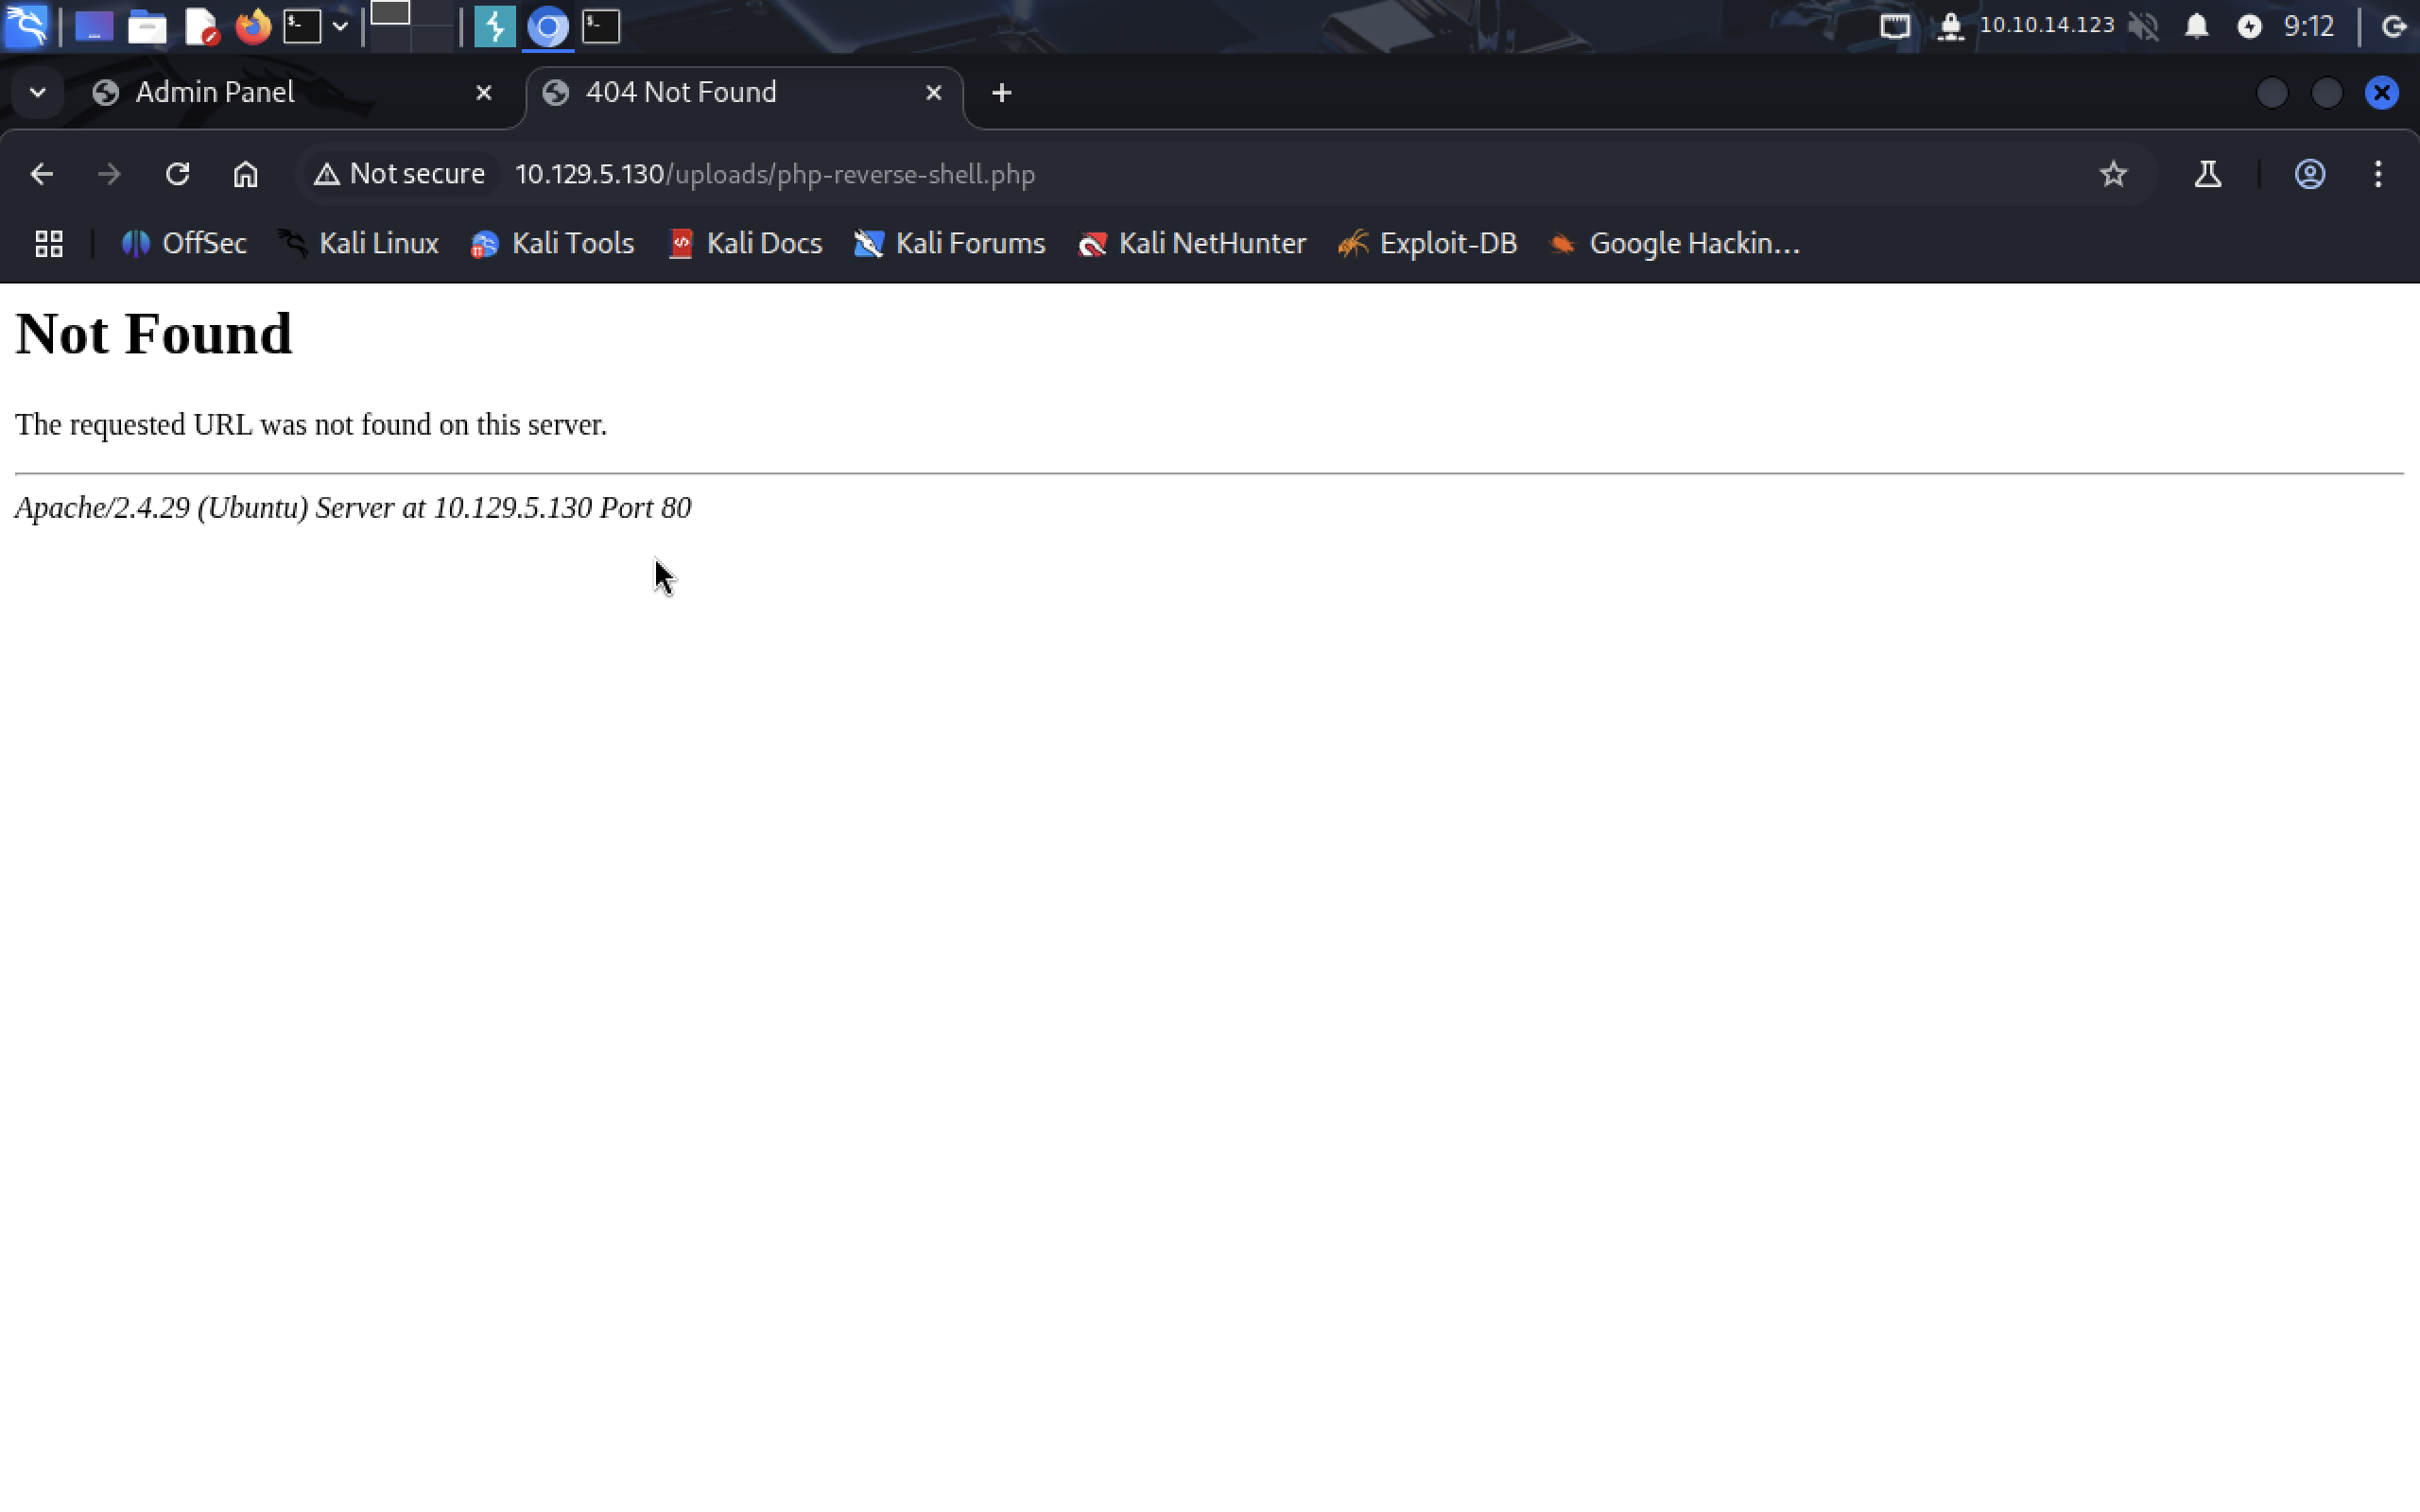 10.10.14.123
9:12
Admin Panel
404 Not Found
Not secure
10.129.5.130/uploads/php-reverse-shell.php
OffSec
Kali Linux
Kali Tools
Kali Docs
Kali Forums
Kali NetHunter
Exploit-DB
Google Hackin...
Not Found
The requested URL was not found on this server.
Apache/2.4.29 (Ubuntu) Server at 10.129.5.130 Port 80